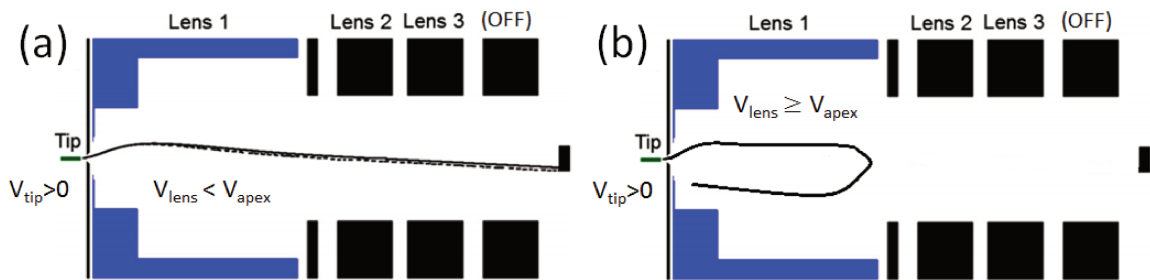 (a)
Lens 1
Lens 2
Lens 3
(OFF)
Tip
V_tip>0
V_lens < V_apex
(b)
Lens 1
Lens 2
Lens 3
(OFF)
V_lens ≥ V_apex
Tip
V_tip>0